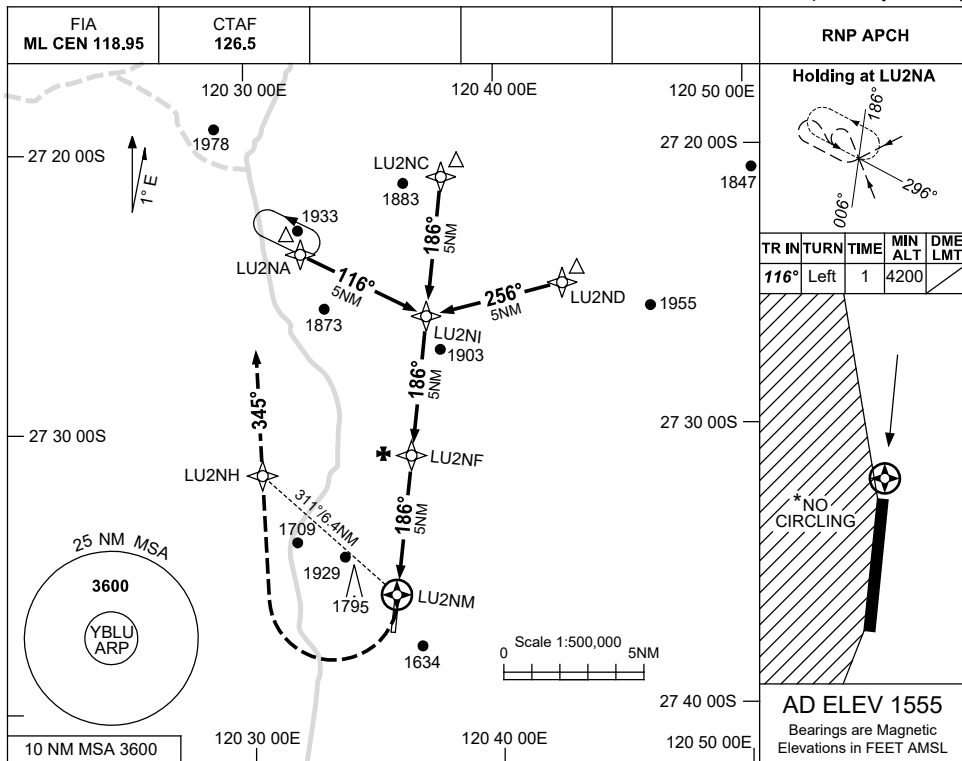 FIA
ML CEN 118.95
CTAF
126.5
RNP APCH
120 30 00E
120 40 00E
120 50 00E
Holding at LU2NA
186°
296°
006°
TR IN
TURN
TIME
MIN ALT
DME LMT
116°
Left
1
4200
27 20 00S
1978
1° E
LU2NC
1883
1847
186°
5NM
1933
LU2NA
116°
5NM
256°
5NM
LU2ND
1873
1955
LU2NI
1903
186°
5NM
345°
27 30 00S
27 30 00S
LU2NF
LU2NH
186°
5NM
311°/6.4NM
1709
1929
1795
LU2NM
1634
25 NM MSA
3600
YBLU
ARP
Scale 1:500,000
0
5NM
*NO
CIRCLING
27 40 00S
10 NM MSA 3600
120 30 00E
120 40 00E
120 50 00E
AD ELEV 1555
Bearings are Magnetic
Elevations in FEET AMSL
27 20 00S